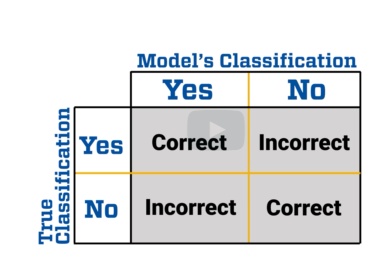 Model's Classification
Yes No
True Classification
Yes Correct Incorrect
No Incorrect Correct